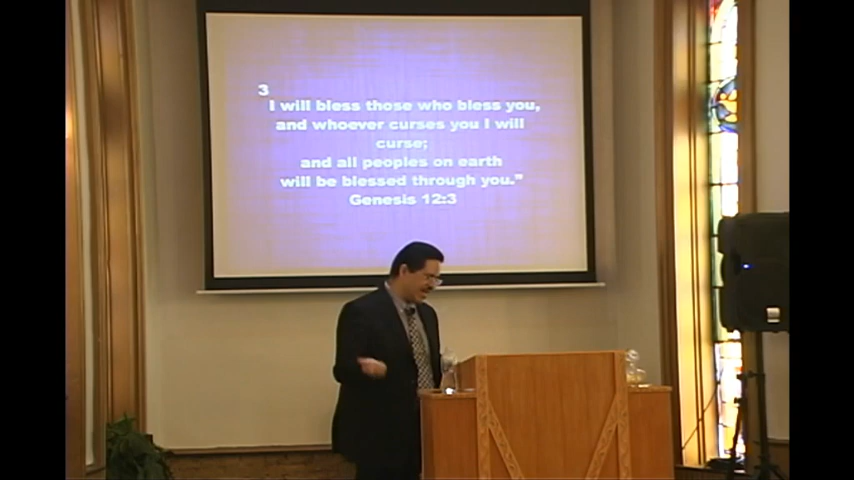 3
I will bless those who bless you,
and whoever curses you I will
curse;
and all peoples on earth
will be blessed through you."
Genesis 12:3